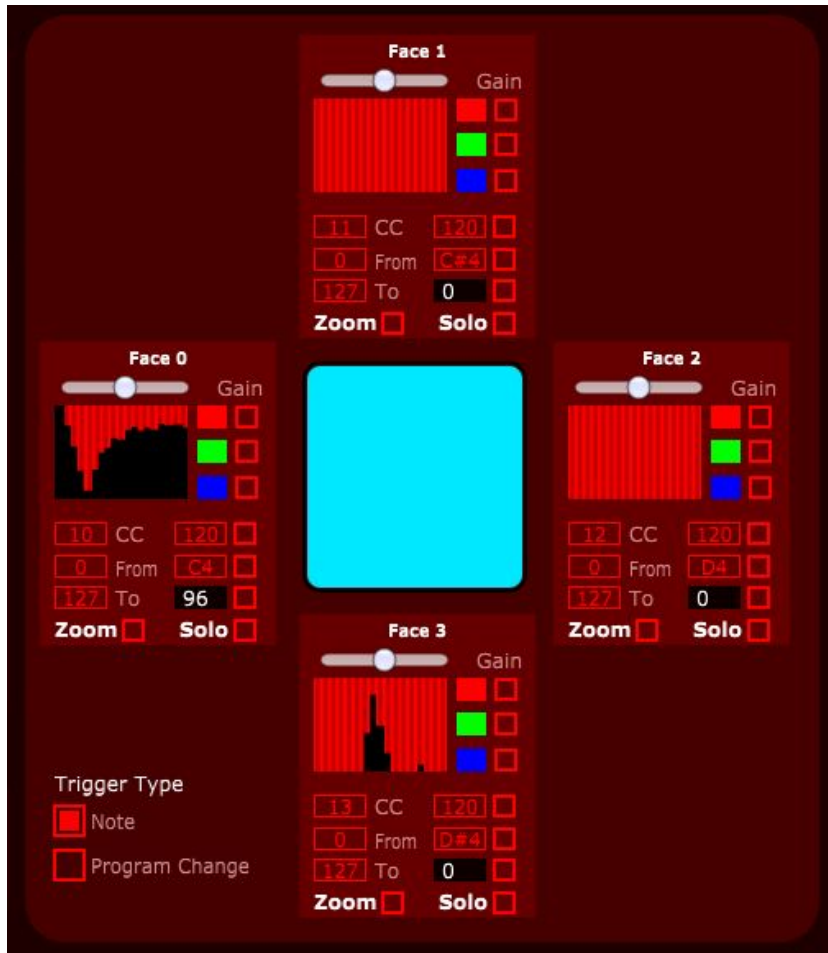 Face 1
Gain
11 CC 120
0 From C#4
127 To 0
Zoom Solo
Face 0
Gain
10 CC 120
0 From C4
127 To 96
Zoom Solo
Face 2
Gain
12 CC 120
0 From D4
127 To 0
Zoom Solo
Face 3
Gain
13 CC 120
0 From D#4
127 To 0
Zoom Solo
Trigger Type
Note
Program Change